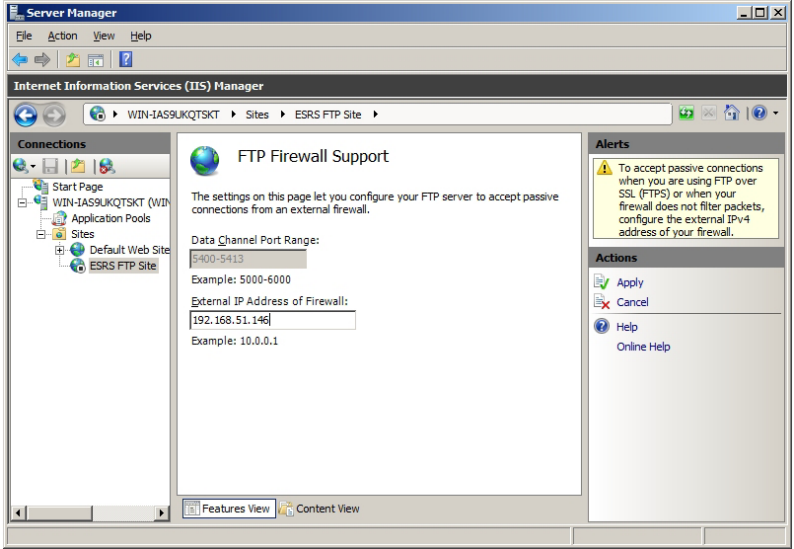 Server Manager
File Action View Help
Internet Information Services (IIS) Manager
WIN-IAS9UKQTSKT Sites ESRS FTP Site
Connections
Start Page
WIN-IAS9UKQTSKT (WIN
Application Pools
Sites
Default Web Site
ESRS FTP Site
FTP Firewall Support
The settings on this page let you configure your FTP server to accept passive
connections from an external firewall.
Data Channel Port Range:
5400-5413
Example: 5000-6000
External IP Address of Firewall:
192.168.51.146
Example: 10.0.0.1
Features View Content View
Alerts
To accept passive connections
when you are using FTP over
SSL (FTPS) or when your
firewall does not filter packets,
configure the external IPv4
address of your firewall.
Actions
Apply
Cancel
Help
Online Help